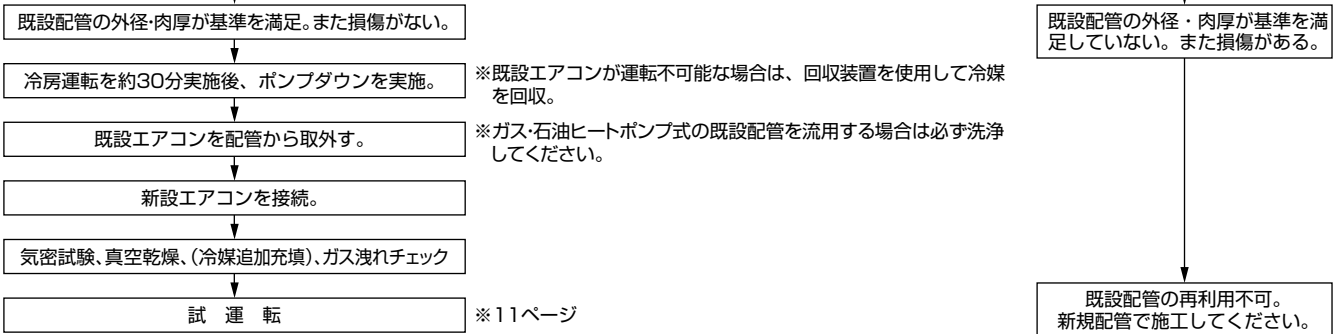 既設配管の外径・肉厚が基準を満足。また損傷がない。
冷房運転を約30分実施後、ポンプダウンを実施。
※既設エアコンが運転不可能な場合は、回収装置を使用して冷媒
を回収。
既設エアコンを配管から取外す。
※ガス・石油ヒートポンプ式の既設配管を流用する場合は必ず洗浄
してください。
新設エアコンを接続。
気密試験、真空乾燥、（冷媒追加充填）、ガス洩れチェック
試　運　転
※11ページ
既設配管の外径・肉厚が基準を満
足していない。また損傷がある。
既設配管の再利用不可。
新規配管で施工してください。